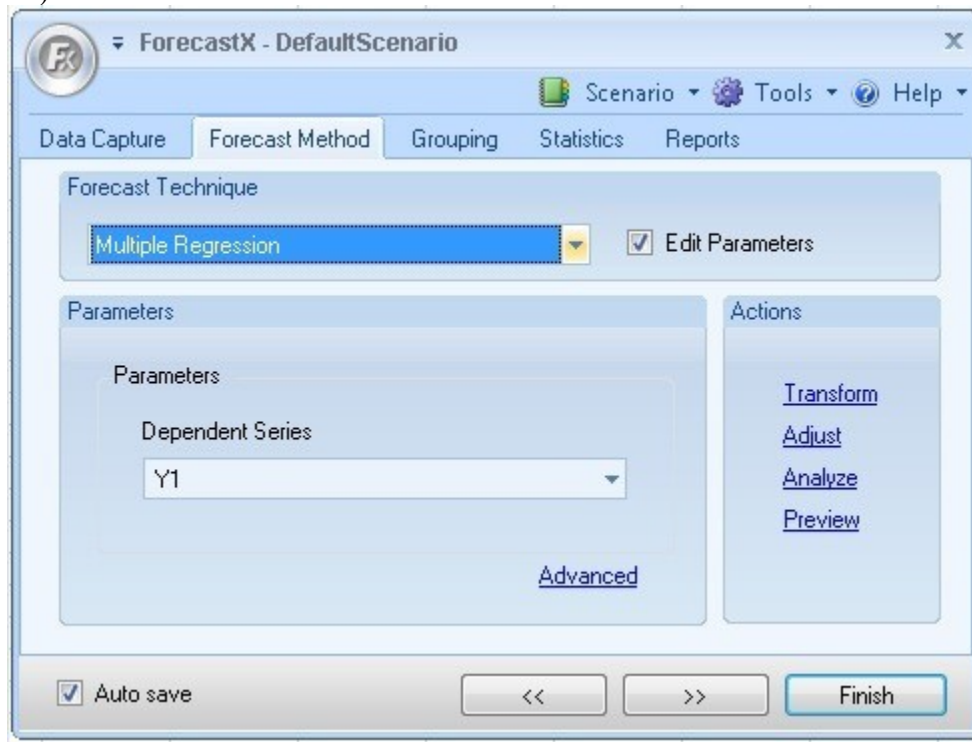 )
FX
ForecastX - DefaultScenario
X
Scenario Tools Help
Data Capture Forecast Method Grouping Statistics Reports
Forecast Technique
Multiple Regression Edit Parameters
Parameters Actions
Parameters
Transform
Dependent Series Adjust
Y1 Analyze
Preview
Advanced
Auto save << >> Finish